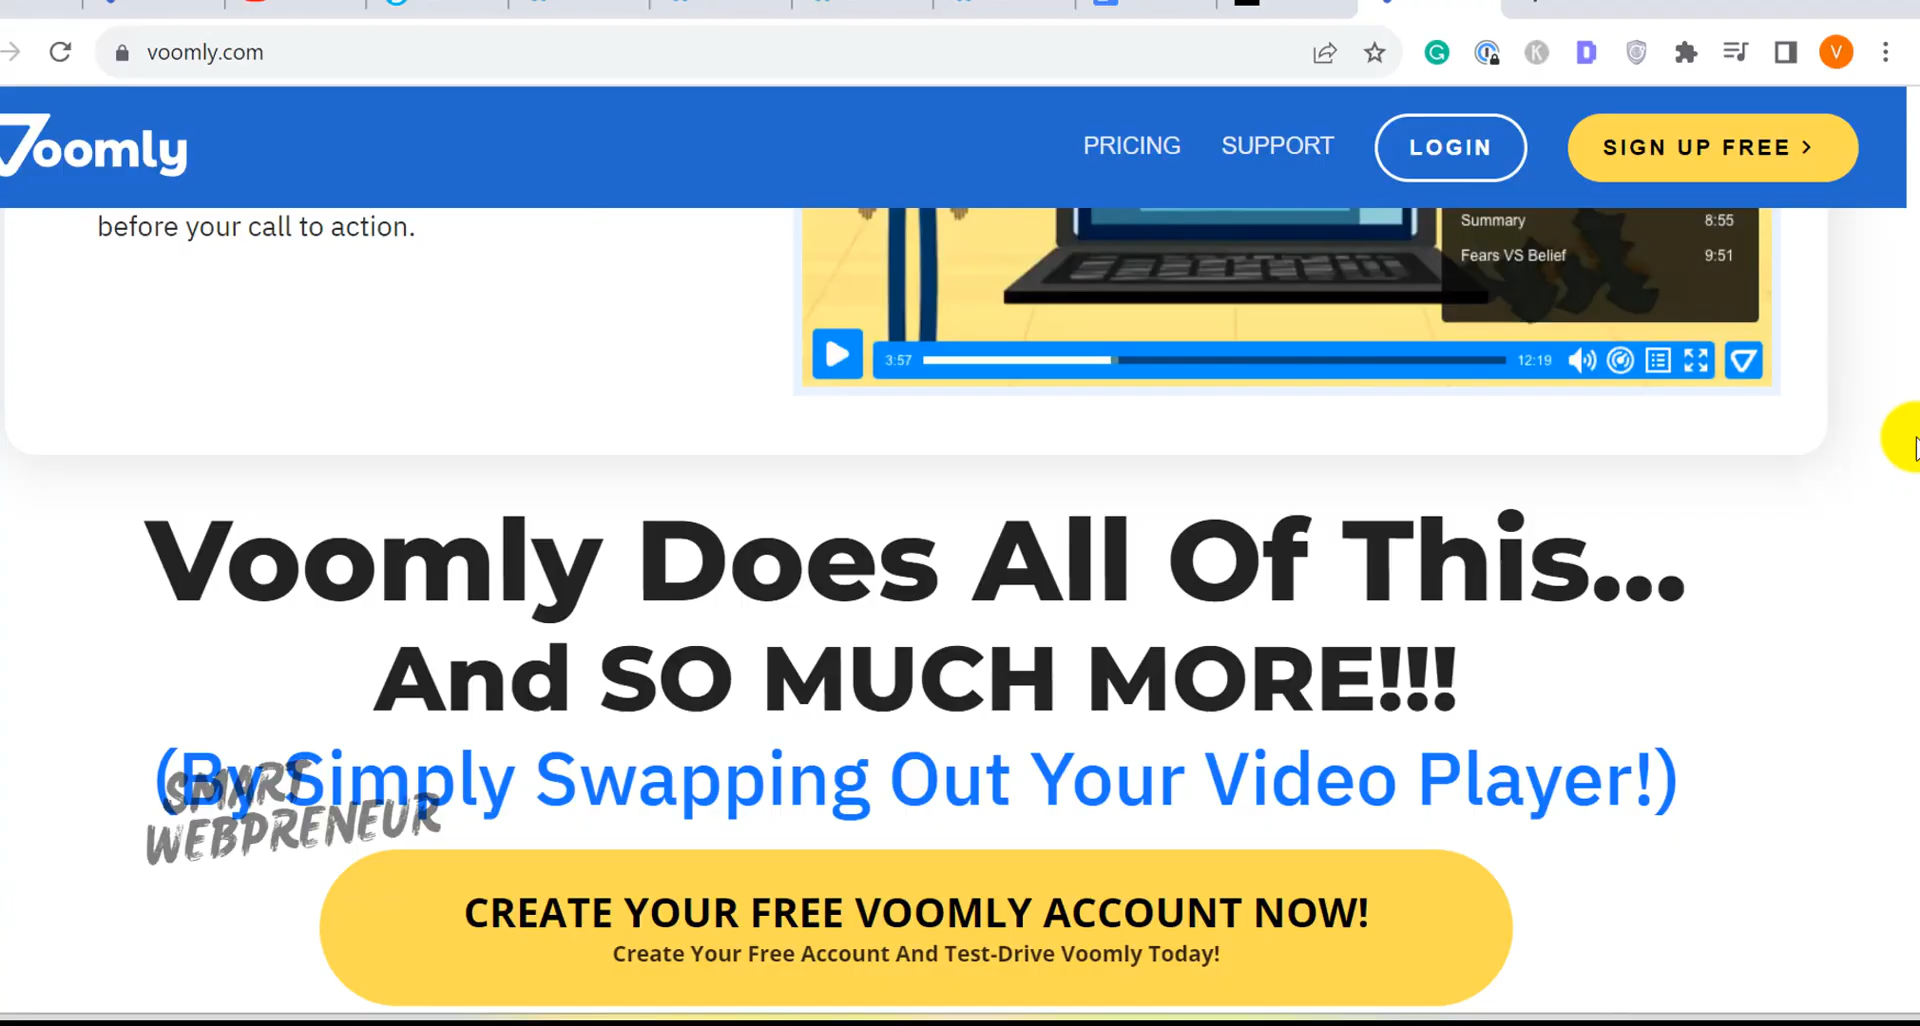 voomly.com
V
Voomly
PRICING
SUPPORT
LOGIN
SIGN UP FREE >
before your call to action.
Summary 8:55
Fears VS Belief 9:51
3:57
12:19
Voomly Does All Of This...
And SO MUCH MORE!!!
(By Simply Swapping Out Your Video Player!)
SMART
WEBPRENEUR
CREATE YOUR FREE VOOMLY ACCOUNT NOW!
Create Your Free Account And Test-Drive Voomly Today!